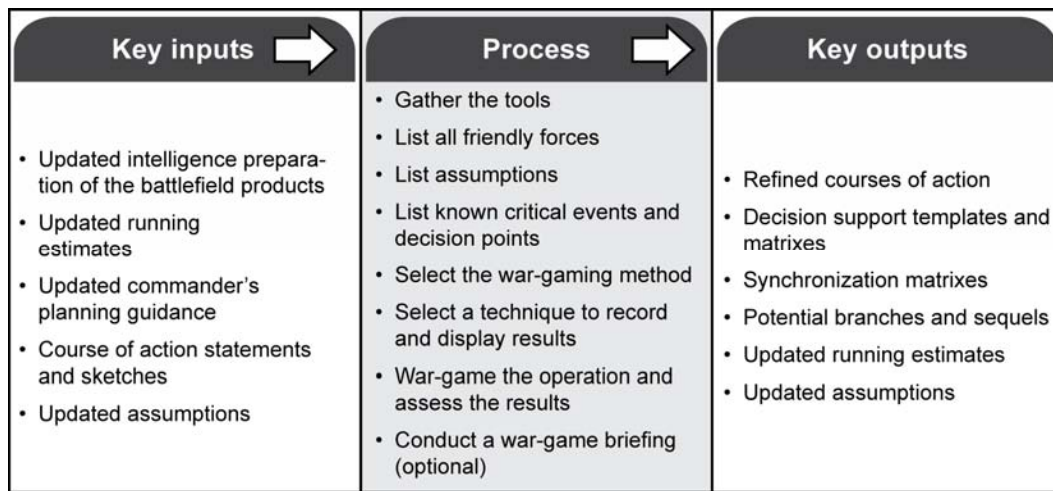 Key inputs
• Updated intelligence prepara-
tion of the battlefield products
• Updated running
estimates
• Updated commander's
planning guidance
• Course of action statements
and sketches
• Updated assumptions
Process
• Gather the tools
• List all friendly forces
• List assumptions
• List known critical events and
decision points
• Select the war-gaming method
• Select a technique to record
and display results
• War-game the operation and
assess the results
• Conduct a war-game briefing
(optional)
Key outputs
• Refined courses of action
• Decision support templates and
matrixes
• Synchronization matrixes
• Potential branches and sequels
• Updated running estimates
• Updated assumptions